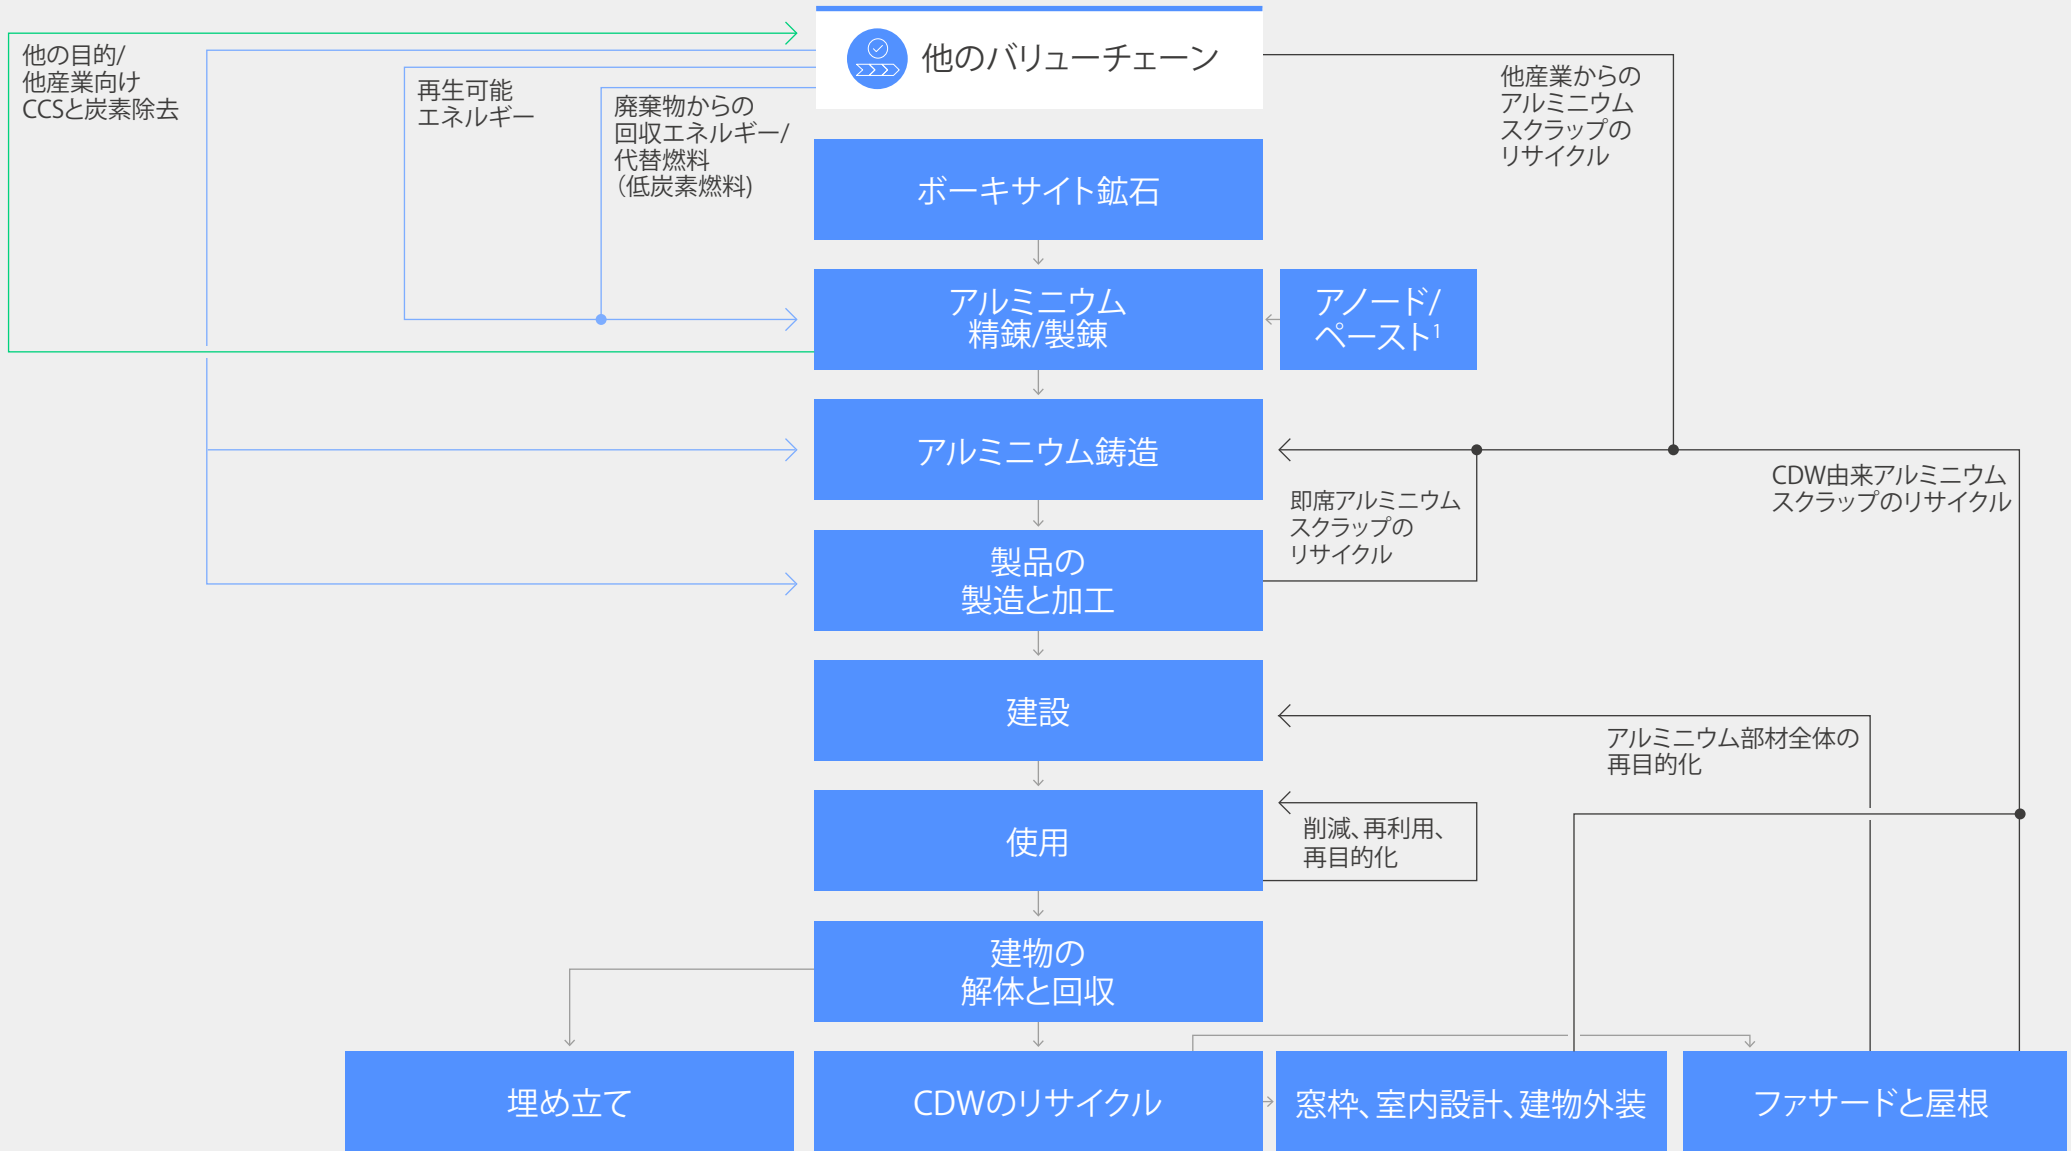 他のバリューチェーン
他の目的/
他産業向け
CCSと炭素除去
再生可能
エネルギー
廃棄物からの
回収エネルギー/
代替燃料
（低炭素燃料)
他産業からの
アルミニウム
スクラップの
リサイクル
ボーキサイト鉱石
アルミニウム
精錬/製錬
アノード/
ペースト1
アルミニウム鋳造
即席アルミニウム
スクラップの
リサイクル
CDW由来アルミニウム
スクラップのリサイクル
製品の
製造と加工
建設
アルミニウム部材全体の
再目的化
使用
削減、再利用、
再目的化
建物の
解体と回収
埋め立て
CDWのリサイクル
窓枠、室内設計、建物外装
ファサードと屋根